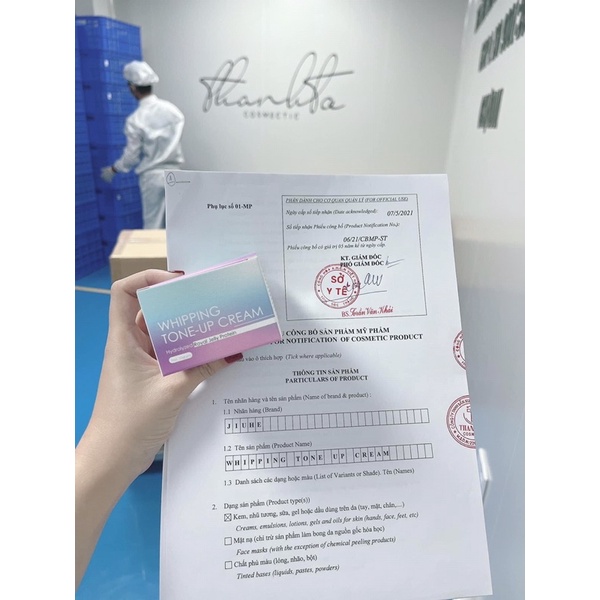 thanhta
COSMECTIC
Phụ lục số 01-MP
PHẦN DÀNH CHO CƠ QUAN QUẢN LÝ (FOR OFFICIAL USE)
Ngày cấp số tiếp nhận (Date acknowledged): 07/5/2021
Số tiếp nhận Phiếu công bố (Product Notification No.):
06/21/CBMP-ST
Phiếu công bố có giá trị 05 năm kể từ ngày cấp.
KT. GIÁM ĐỐC
PHÓ GIÁM ĐỐC
SỞ
Y TẾ
BS. Trần Văn Khải
WHIPPING
TONE-UP CREAM
Hydrolyzed Royal Jelly Protein
CÔNG BỐ SẢN PHẨM MỸ PHẨM
FOR NOTIFICATION OF COSMETIC PRODUCT
vào ô thích hợp (Tick where applicable)
THÔNG TIN SẢN PHẨM
PARTICULARS OF PRODUCT
1. Tên nhãn hàng và tên sản phẩm (Name of brand & product) :
1.1 Nhãn hàng (Brand)
JIUHE
1.2 Tên sản phẩm (Product Name)
WHIPPING TONE UP CREAM
1.3 Danh sách các dạng hoặc màu (List of Variants or Shade). Tên (Names)
2. Dạng sản phẩm (Product type(s))
Kem, nhũ tương, sữa, gel hoặc dầu dùng trên da (tay, mặt, chân,…)
Creams, emulsions, lotions, gels and oils for skin (hands, face, feet, etc)
Mặt nạ (chỉ trừ sản phẩm làm bong da nguồn gốc hóa học)
Face masks (with the exception of chemical peeling products)
Chất phủ màu (lỏng, nhão, bột)
Tinted bases (liquids, pastes, powders)